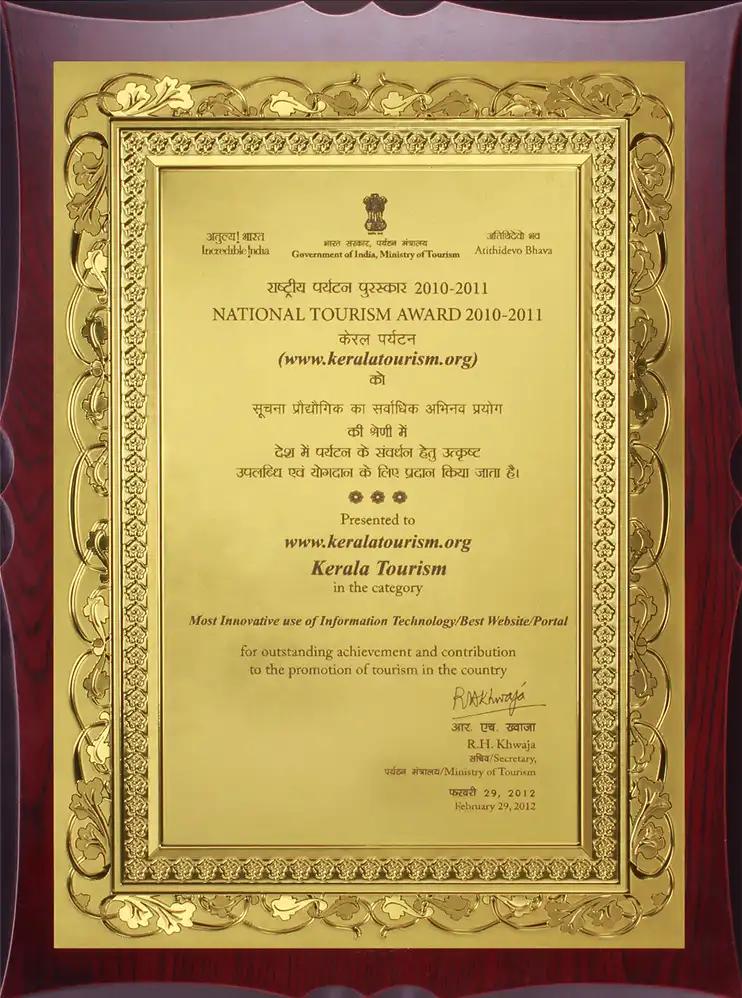 अतुल्य! भारत
Incredible !ndia
भारत सरकार, पर्यटन मंत्रालय
Government of India, Ministry of Tourism
अतिथिदेवो भव
Atithidevo Bhava
राष्ट्रीय पर्यटन पुरस्कार 2010-2011
NATIONAL TOURISM AWARD 2010-2011
केरल पर्यटन
(www.keralatourism.org)
को
सूचना प्रौद्यौगिक का सर्वाधिक अभिनव प्रयोग
की श्रेणी में
देश में पर्यटन के संवर्धन हेतु उत्कृष्ट
उपलब्धि एवं योगदान के लिए प्रदान किया जाता है।
Presented to
www.keralatourism.org
Kerala Tourism
in the category
Most Innovative use of Information Technology/Best Website/Portal
for outstanding achievement and contribution
to the promotion of tourism in the country
RHKhwaja
आर. एच. ख्वाजा
R.H. Khwaja
सचिव/Secretary,
पर्यटन मंत्रालय/Ministry of Tourism
फरवरी 29, 2012
February 29, 2012